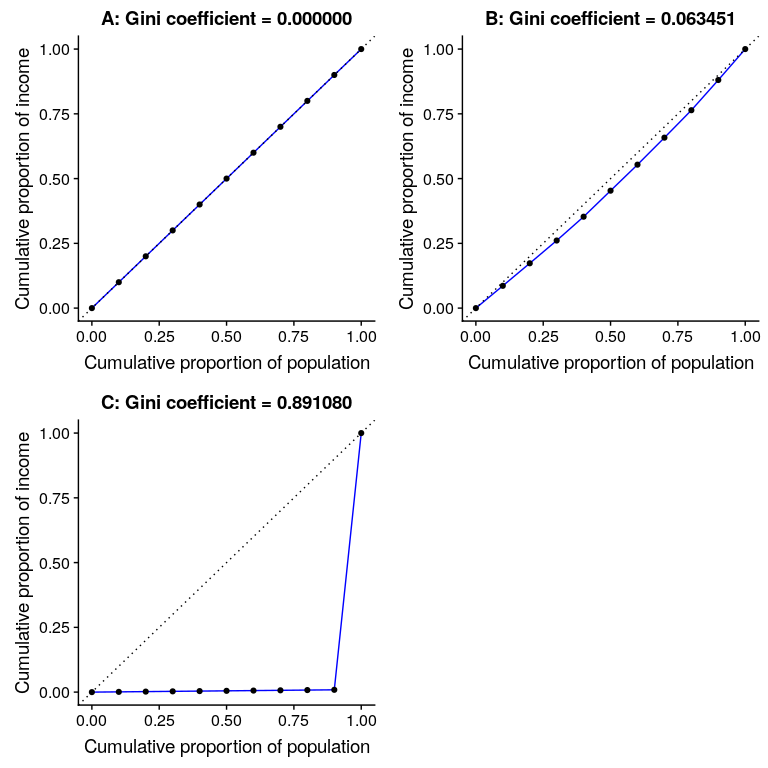 A: Gini coefficient = 0.000000
Cumulative proportion of income
1.00
0.75
0.50
0.25
0.00
0.00 0.25 0.50 0.75 1.00
Cumulative proportion of population
B: Gini coefficient = 0.063451
Cumulative proportion of income
1.00
0.75
0.50
0.25
0.00
0.00 0.25 0.50 0.75 1.00
Cumulative proportion of population
C: Gini coefficient = 0.891080
Cumulative proportion of income
1.00
0.75
0.50
0.25
0.00
0.00 0.25 0.50 0.75 1.00
Cumulative proportion of population